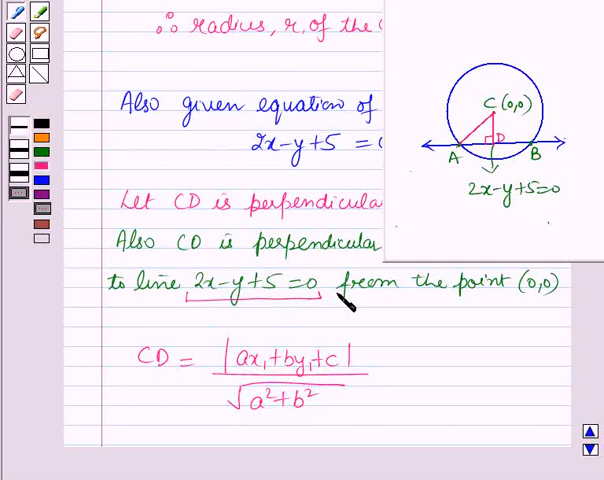 ∴ radius, r, of the
Also given equation of
2x-y+5 =
Let CD is perpendicula
Also CD is perpendicular
to line 2x-y+5=0 from the point (0,0)
CD = |ax₁+by₁+c|
√a²+b²
C (0,0)
D
A
B
2x-y+5=0